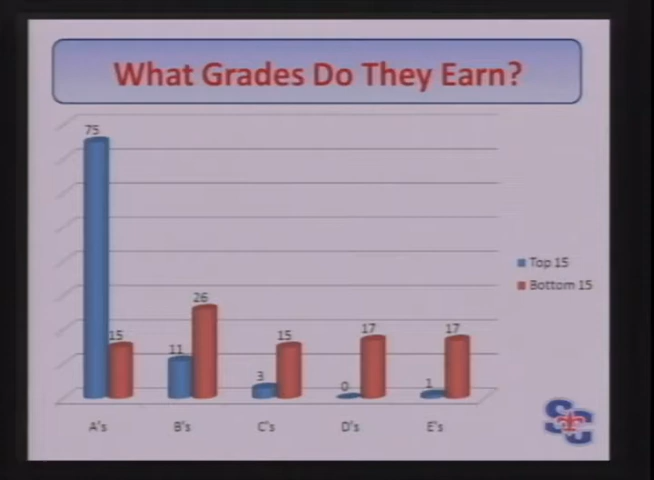 What Grades Do They Earn?
75
15
11
26
3
15
0
17
1
17
A's
B's
C's
D's
E's
Top 15
Bottom 15
SG